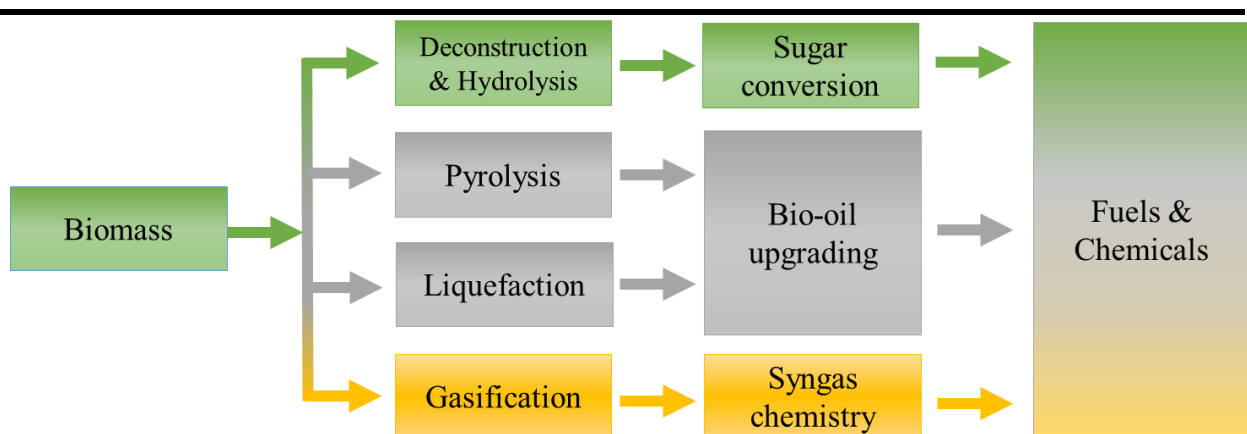 Biomass
Deconstruction
& Hydrolysis
Sugar
conversion
Pyrolysis
Liquefaction
Bio-oil
upgrading
Gasification
Syngas
chemistry
Fuels &
Chemicals